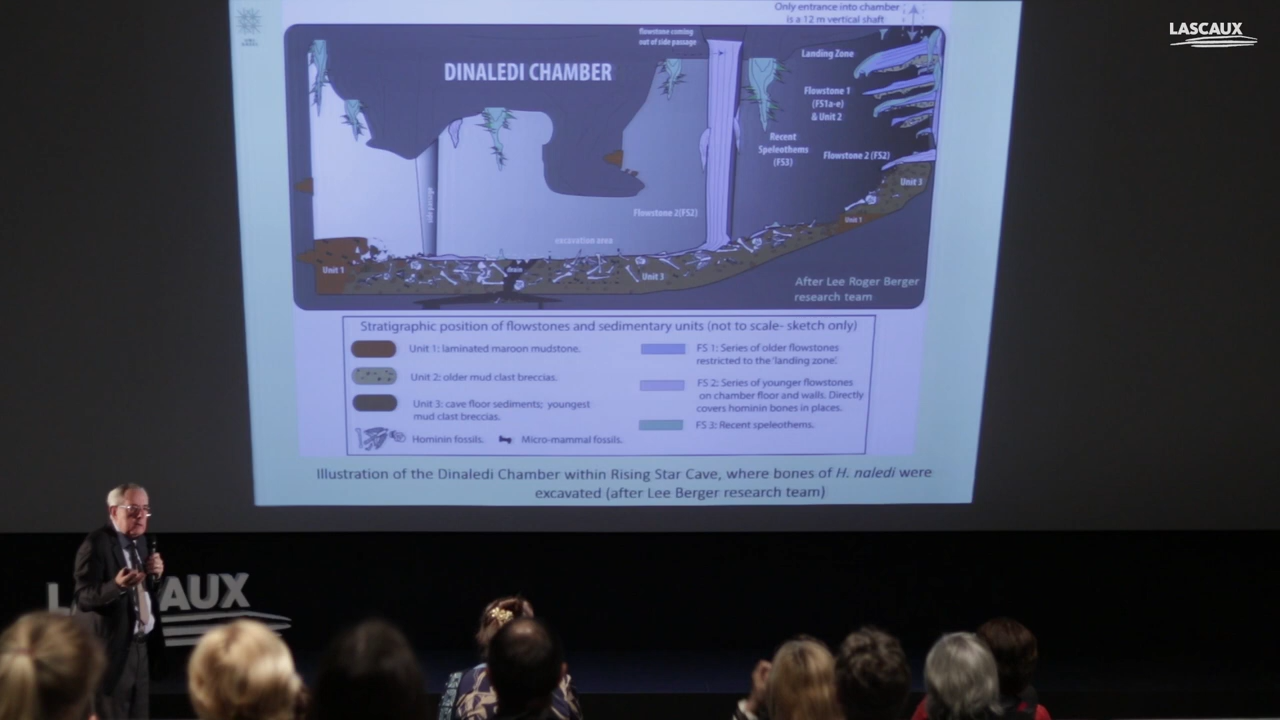 Only entrance into chamber
is a 12 m vertical shaft
LASCAUX
flowstone coming
out of side passage
Landing Zone
DINALEDI CHAMBER
Flowstone 1
(FS1a-e)
& Unit 2
Recent
Speleothems
(FS3)
Flowstone 2 (FS2)
Unit 3
side passage
Flowstone 2(FS2)
Unit 1
excavation area
Unit 1
drain
Unit 3
After Lee Roger Berger
research team
Stratigraphic position of flowstones and sedimentary units (not to scale- sketch only)
Unit 1: laminated maroon mudstone.
Unit 2: older mud clast breccias.
Unit 3: cave floor sediments; youngest
mud clast breccias.
Hominin fossils.
Micro-mammal fossils.
FS 1: Series of older flowstones
restricted to the 'landing zone'.
FS 2: Series of younger flowstones
on chamber floor and walls. Directly
covers hominin bones in places.
FS 3: Recent speleothems.
Illustration of the Dinaledi Chamber within Rising Star Cave, where bones of H. naledi were
excavated (after Lee Berger research team)
L AUX